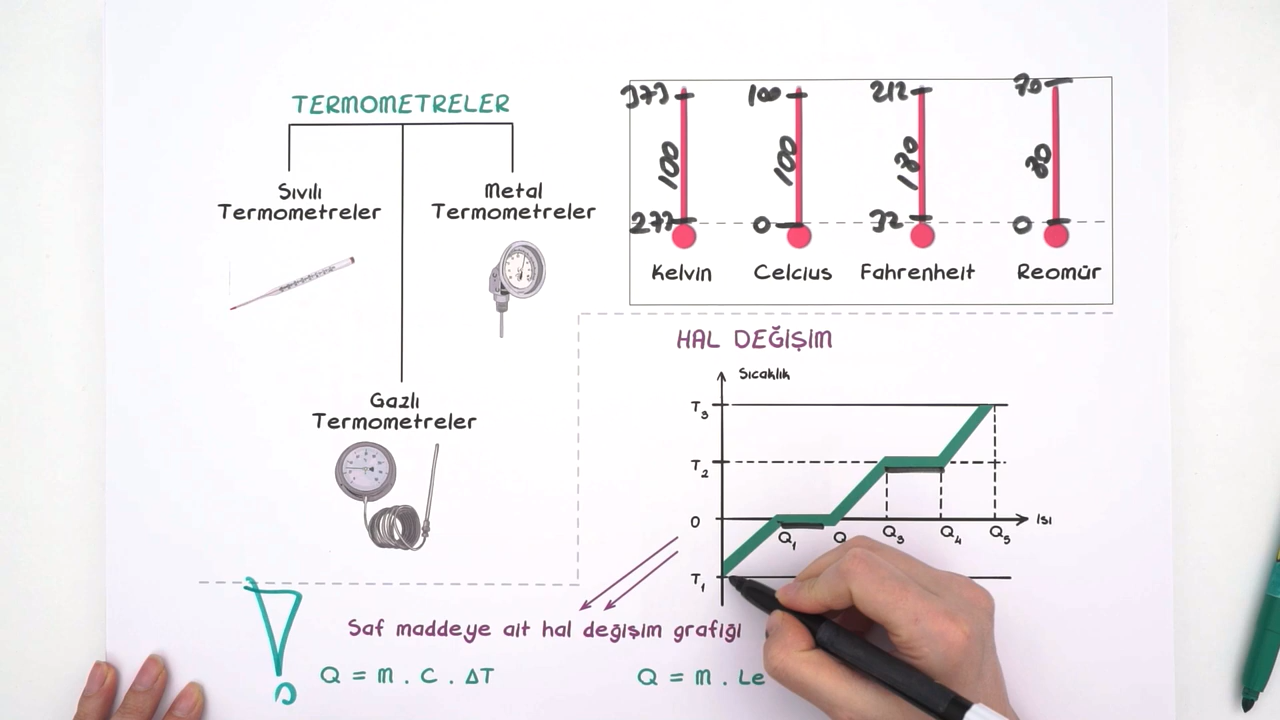 TERMOMETRELER
Sıvılı
Termometreler
Metal
Termometreler
Gazlı
Termometreler
373 100 212 70
100 100 180 80
273 0 32 0
Kelvin Celcius Fahrenheit Reomür
HAL DEĞİŞİM
Sıcaklık
T3
T2
0
T1
Q1 Q Q3 Q4 Q5
Isı
Saf maddeye ait hal değişim grafiği
Q = m . C . ΔT
Q = m . Le